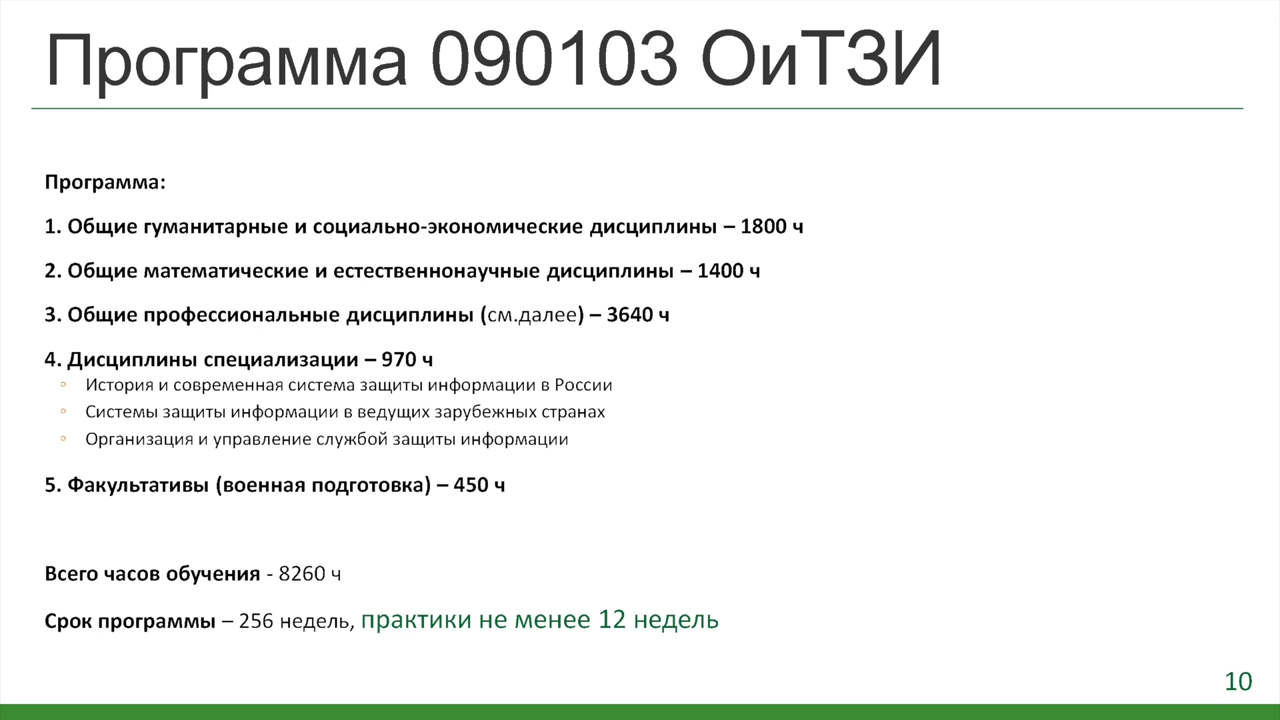 Программа 090103 ОиТЗИ
Программа:
1. Общие гуманитарные и социально-экономические дисциплины – 1800 ч
2. Общие математические и естественнонаучные дисциплины – 1400 ч
3. Общие профессиональные дисциплины (см.далее) – 3640 ч
4. Дисциплины специализации – 970 ч
◦ История и современная система защиты информации в России
◦ Системы защиты информации в ведущих зарубежных странах
◦ Организация и управление службой защиты информации
5. Факультативы (военная подготовка) – 450 ч
Всего часов обучения - 8260 ч
Срок программы – 256 недель, практики не менее 12 недель
10